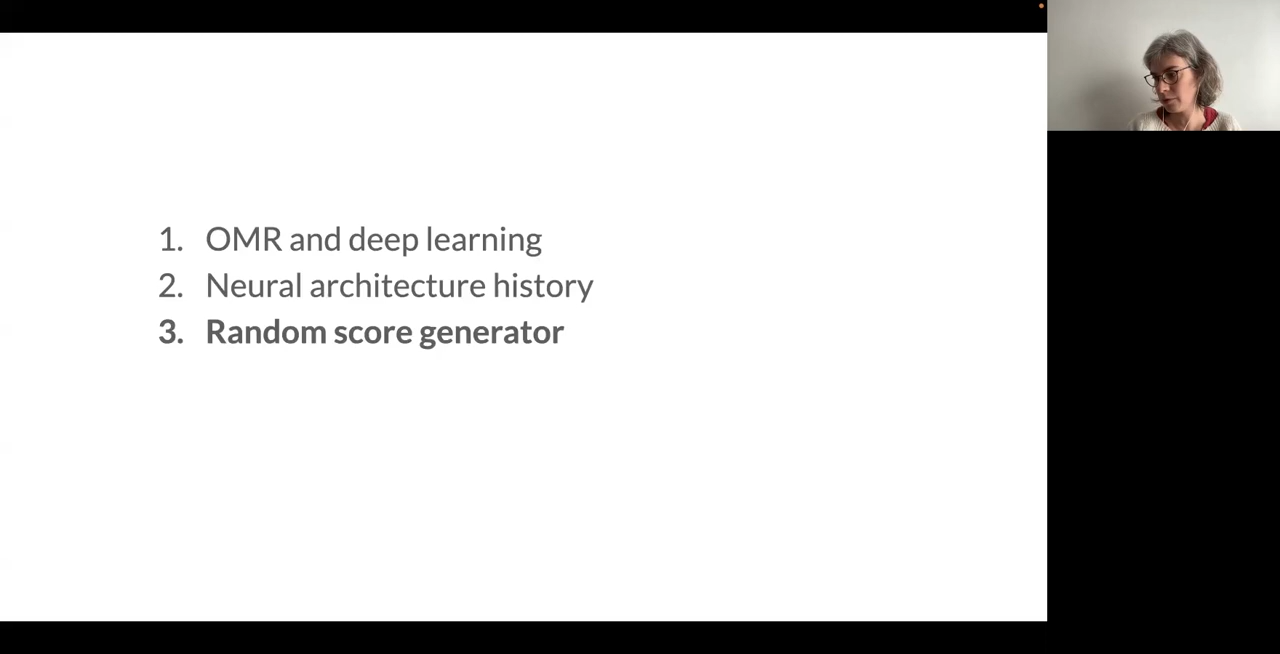 1. OMR and deep learning
2. Neural architecture history
3. Random score generator